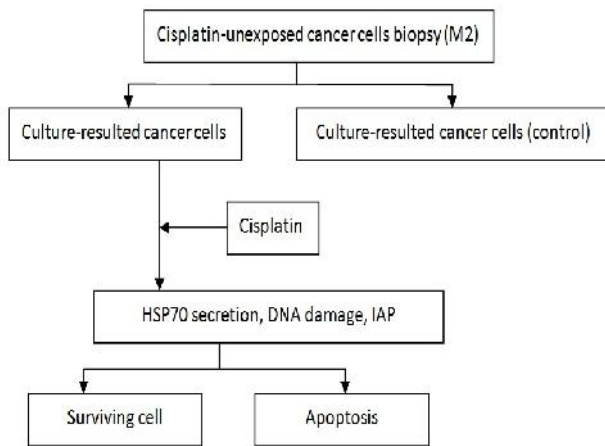 Cisplatin-unexposed cancer cells biopsy (M2)
Culture-resulted cancer cells
Culture-resulted cancer cells (control)
Cisplatin
HSP70 secretion, DNA damage, IAP
Surviving cell
Apoptosis